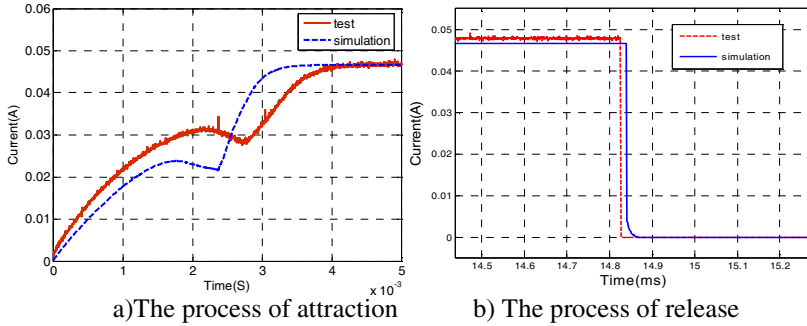 0.06
0.05
0.04
0.03
0.02
0.01
0
Current(A)
test
simulation
0 1 2 3 4 5
Time(S)
x 10⁻³
a)The process of attraction
0.05
0.04
0.03
0.02
0.01
0
Current(A)
test
simulation
14.5 14.6 14.7 14.8 14.9 15 15.1 15.2
Time(ms)
b) The process of release